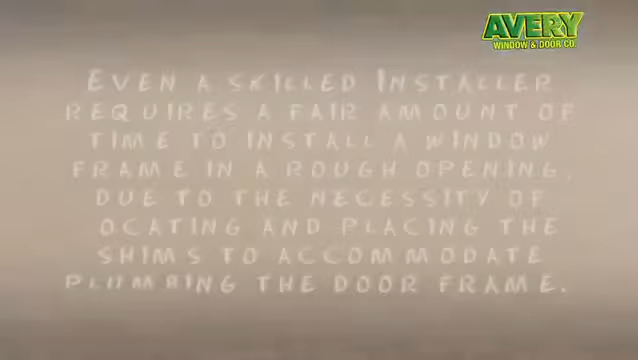 AVERY
WINDOW & DOOR CO.
EVEN A SKILLED INSTALLER
REQUIRES A FAIR AMOUNT OF
TIME TO INSTALL A WINDOW
FRAME IN A ROUGH OPENING,
DUE TO THE NECESSITY OF
OCATING AND PLACING THE
SHIMS TO ACCOMMODATE
PLUMBING THE DOOR FRAME.